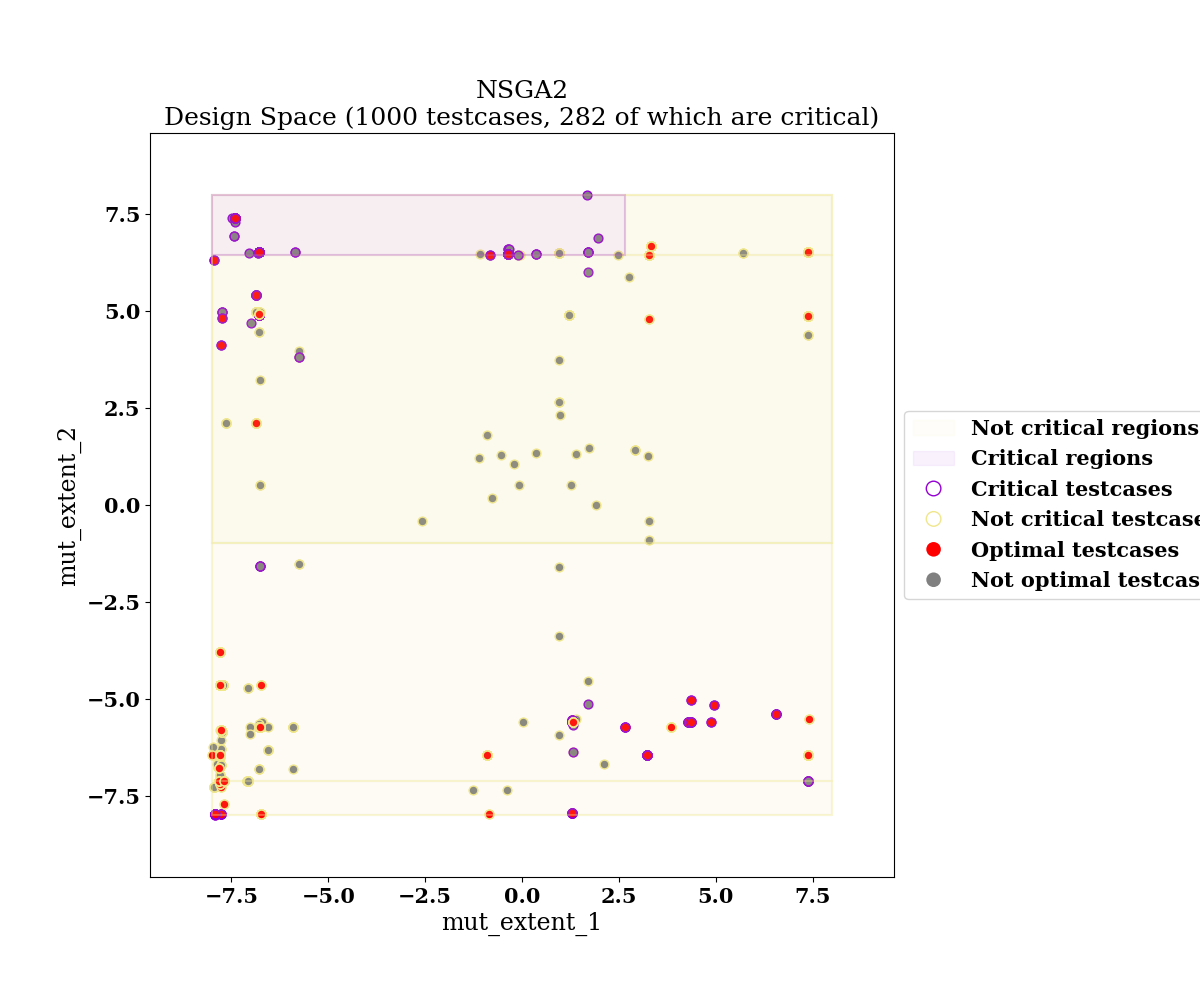 NSGA2
Design Space (1000 testcases, 282 of which are critical)
mut_extent_2
7.5
5.0
2.5
0.0
−2.5
−5.0
−7.5
−7.5
−5.0
−2.5
0.0
2.5
5.0
7.5
mut_extent_1
Not critical regions
Critical regions
Critical testcases
Not critical testcase
Optimal testcases
Not optimal testcas